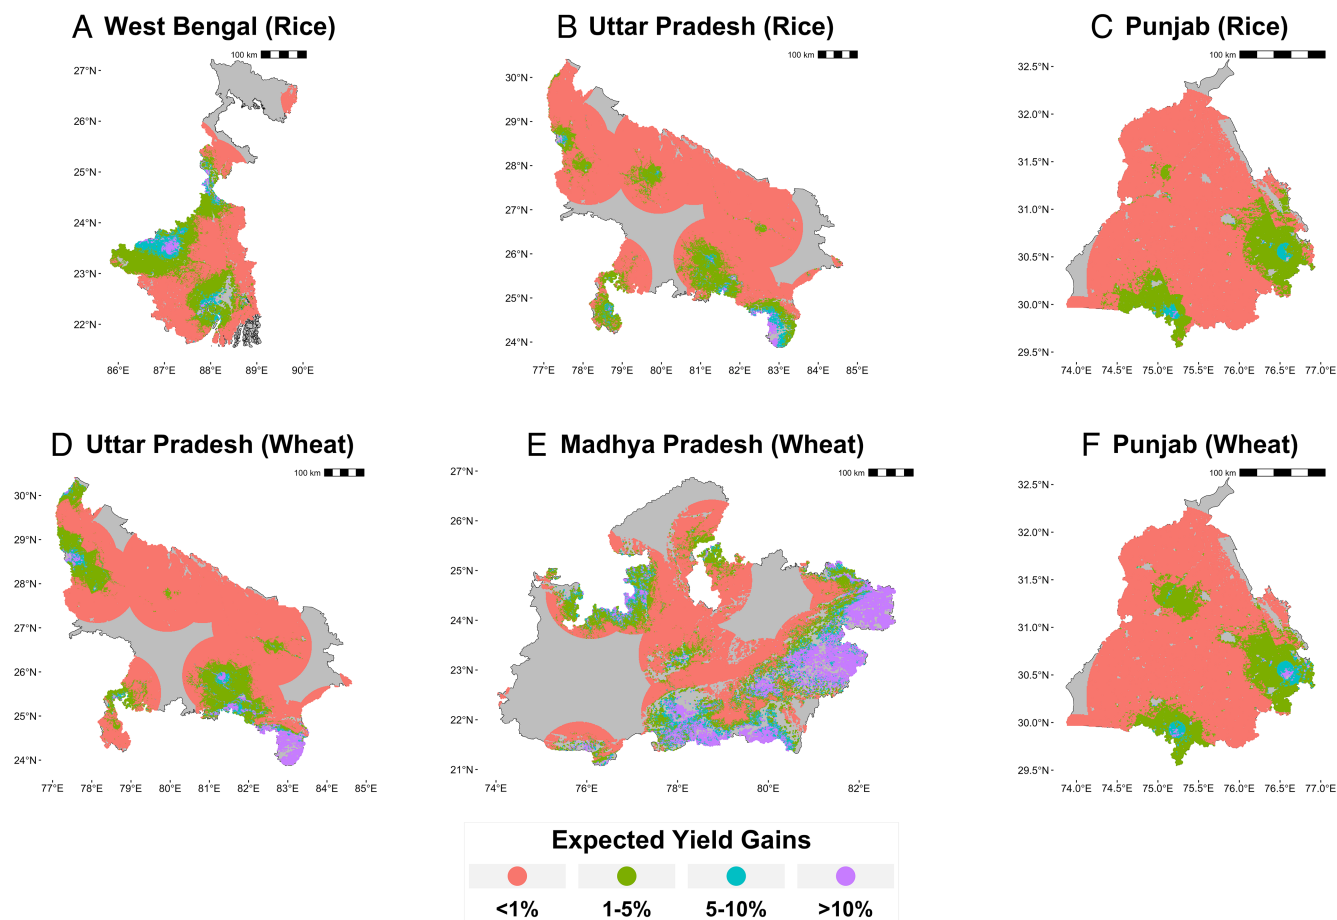 A West Bengal (Rice)
100 km
27°N
26°N
25°N
24°N
23°N
22°N
86°E 87°E 88°E 89°E 90°E
B Uttar Pradesh (Rice)
100 km
30°N
29°N
28°N
27°N
26°N
25°N
24°N
77°E 78°E 79°E 80°E 81°E 82°E 83°E 84°E 85°E
C Punjab (Rice)
100 km
32.5°N
32.0°N
31.5°N
31.0°N
30.5°N
30.0°N
29.5°N
74.0°E 74.5°E 75.0°E 75.5°E 76.0°E 76.5°E 77.0°E
D Uttar Pradesh (Wheat)
100 km
30°N
29°N
28°N
27°N
26°N
25°N
24°N
77°E 78°E 79°E 80°E 81°E 82°E 83°E 84°E 85°E
E Madhya Pradesh (Wheat)
100 km
27°N
26°N
25°N
24°N
23°N
22°N
21°N
74°E 76°E 78°E 80°E 82°E
F Punjab (Wheat)
100 km
32.5°N
32.0°N
31.5°N
31.0°N
30.5°N
30.0°N
29.5°N
74.0°E 74.5°E 75.0°E 75.5°E 76.0°E 76.5°E 77.0°E
Expected Yield Gains
<1% 1-5% 5-10% >10%